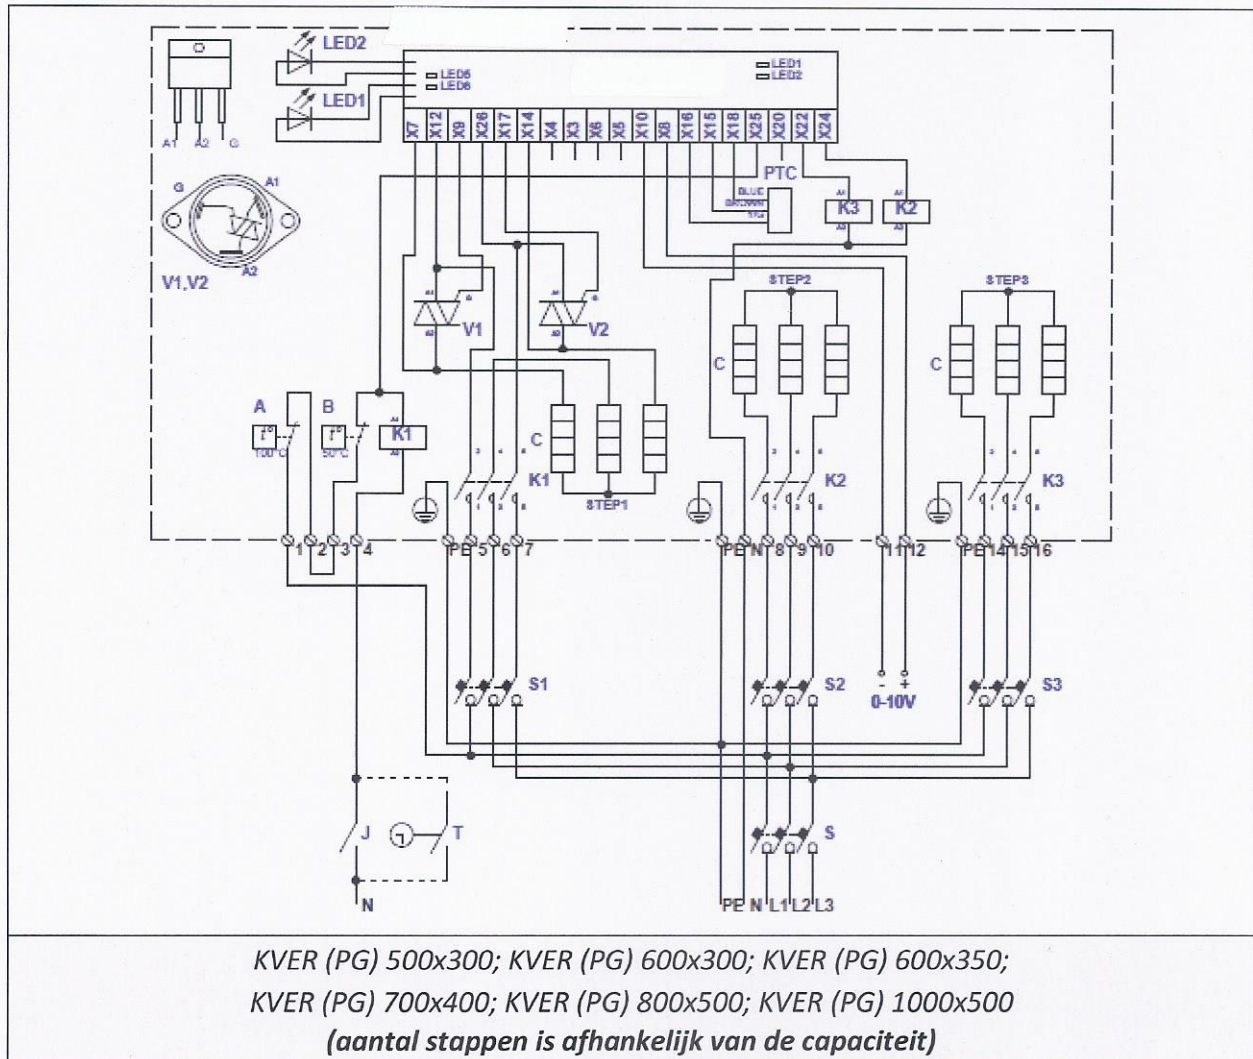 LED2
LED5
LED6
LED1
LED2
LED1
X7 X12 X9 X26 X17 X14 X4 X3 X6 X5 X10 X8 X16 X15 X18 X25 X20 X22 X24
A1 A2 G
PTC
BLUE
G A1
K3 K2
A2
V1,V2
STEP2 STEP3
V1 V2
C C
A B
K1
100°C 50°C
C
K1 K2 K3
STEP1
1 2 3 4 PE 5 6 7 PE N 8 9 10 11 12 PE 14 15 16
S1 S2 - + S3
0-10V
J T S
N PE N L1 L2 L3
KVER (PG) 500x300; KVER (PG) 600x300; KVER (PG) 600x350;
KVER (PG) 700x400; KVER (PG) 800x500; KVER (PG) 1000x500
(aantal stappen is afhankelijk van de capaciteit)